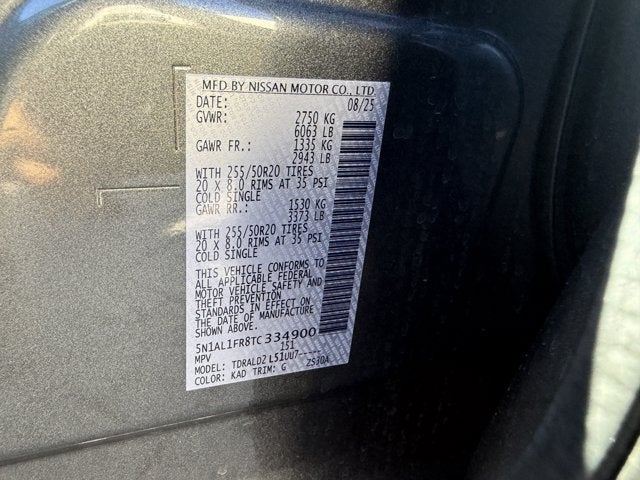 MFD BY NISSAN MOTOR CO., LTD.
DATE: 08/25
GVWR: 2750 KG
6063 LB
GAWR FR.: 1335 KG
2943 LB
WITH 255/50R20 TIRES
20 X 8.0 RIMS AT 35 PSI
COLD SINGLE
GAWR RR.: 1530 KG
3373 LB
WITH 255/50R20 TIRES
20 X 8.0 RIMS AT 35 PSI
COLD SINGLE
THIS VEHICLE CONFORMS TO
ALL APPLICABLE FEDERAL
MOTOR VEHICLE SAFETY AND
THEFT PREVENTION
STANDARDS IN EFFECT ON
THE DATE OF MANUFACTURE
SHOWN ABOVE.
5N1AL1FR8TC334900
MPV 151
MODEL: TDRALDZ L51UU7-----
COLOR: KAD TRIM: G ZS30A